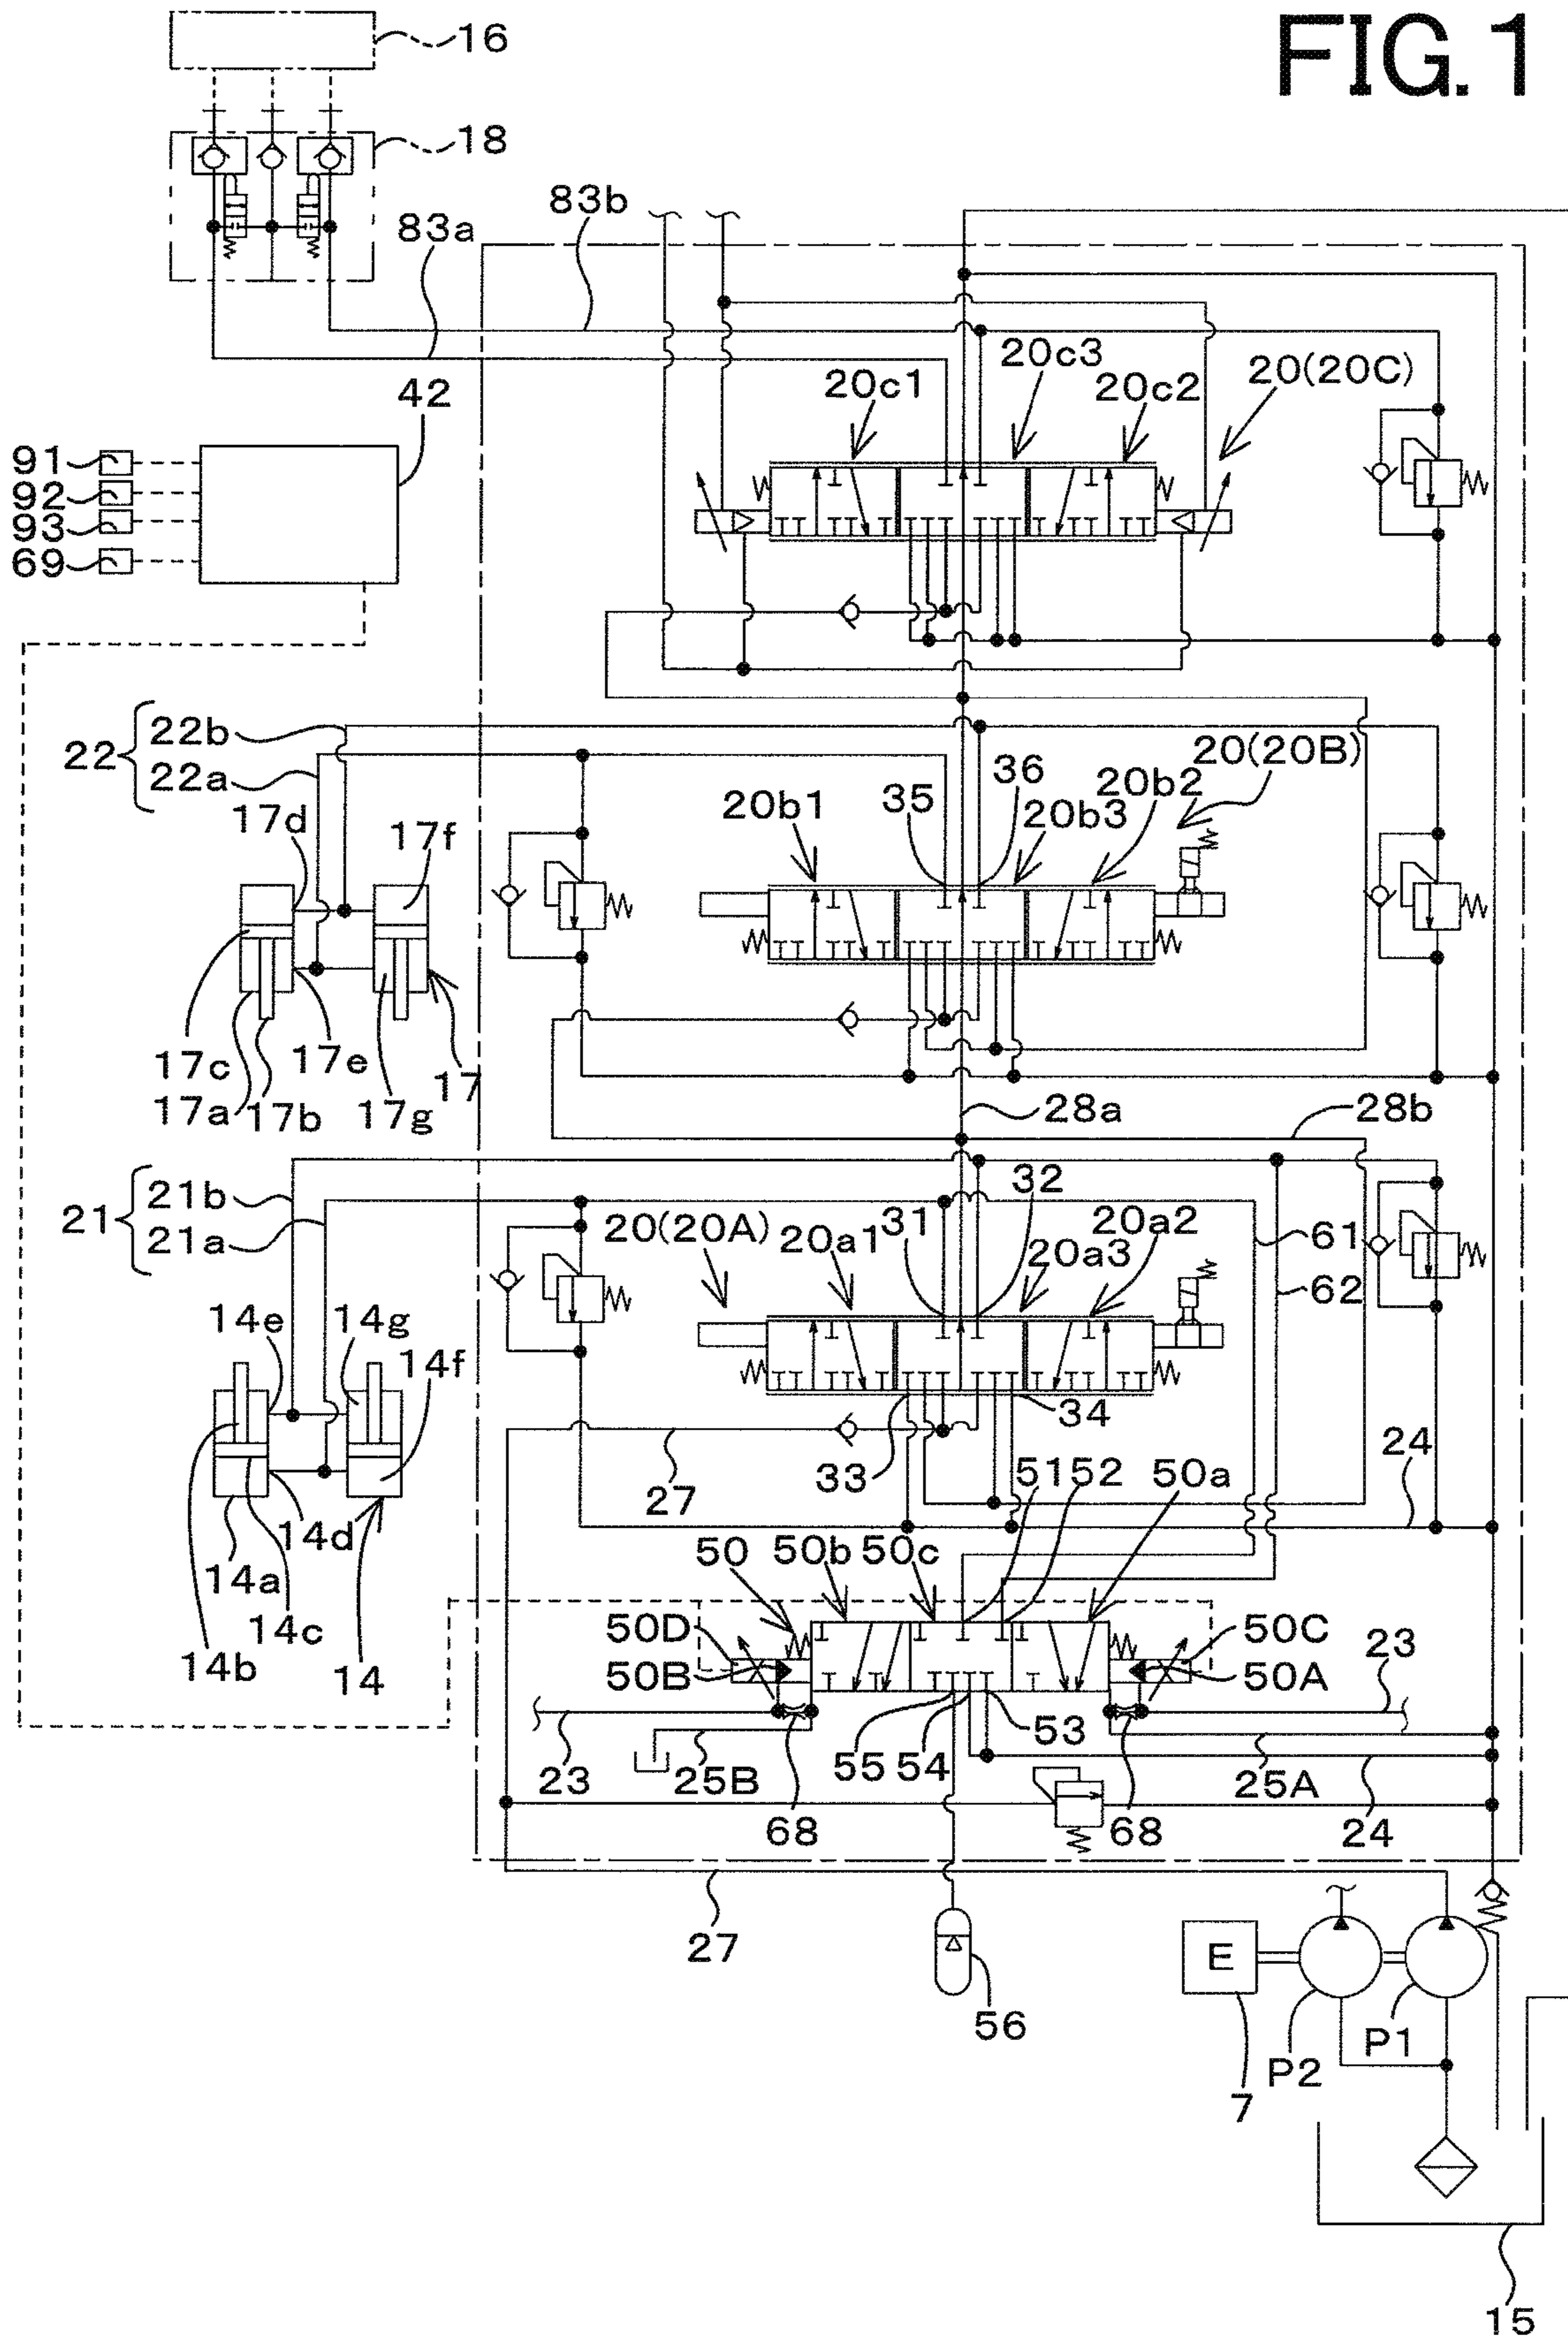 FIG. 1
16
18
83b
83a
20c3
20c1
20c2
20(20C)
42
91
92
93
69
22
22b
22a
20(20B)
36
35
20b2
20b1
20b3
17d
17f
17c
17e
17
17a
17b
17g
28a
28b
21
21b
21a
32
31
20(20A)
20a1
20a3
20a2
61
62
14e
14g
14f
34
33
27
51
52
50a
24
14d
50
50b
50c
14a
14c
14b
14
50D
50C
50B
50A
23
55
54
53
23
25B
25A
68
68
24
27
56
E
7
P2
P1
15